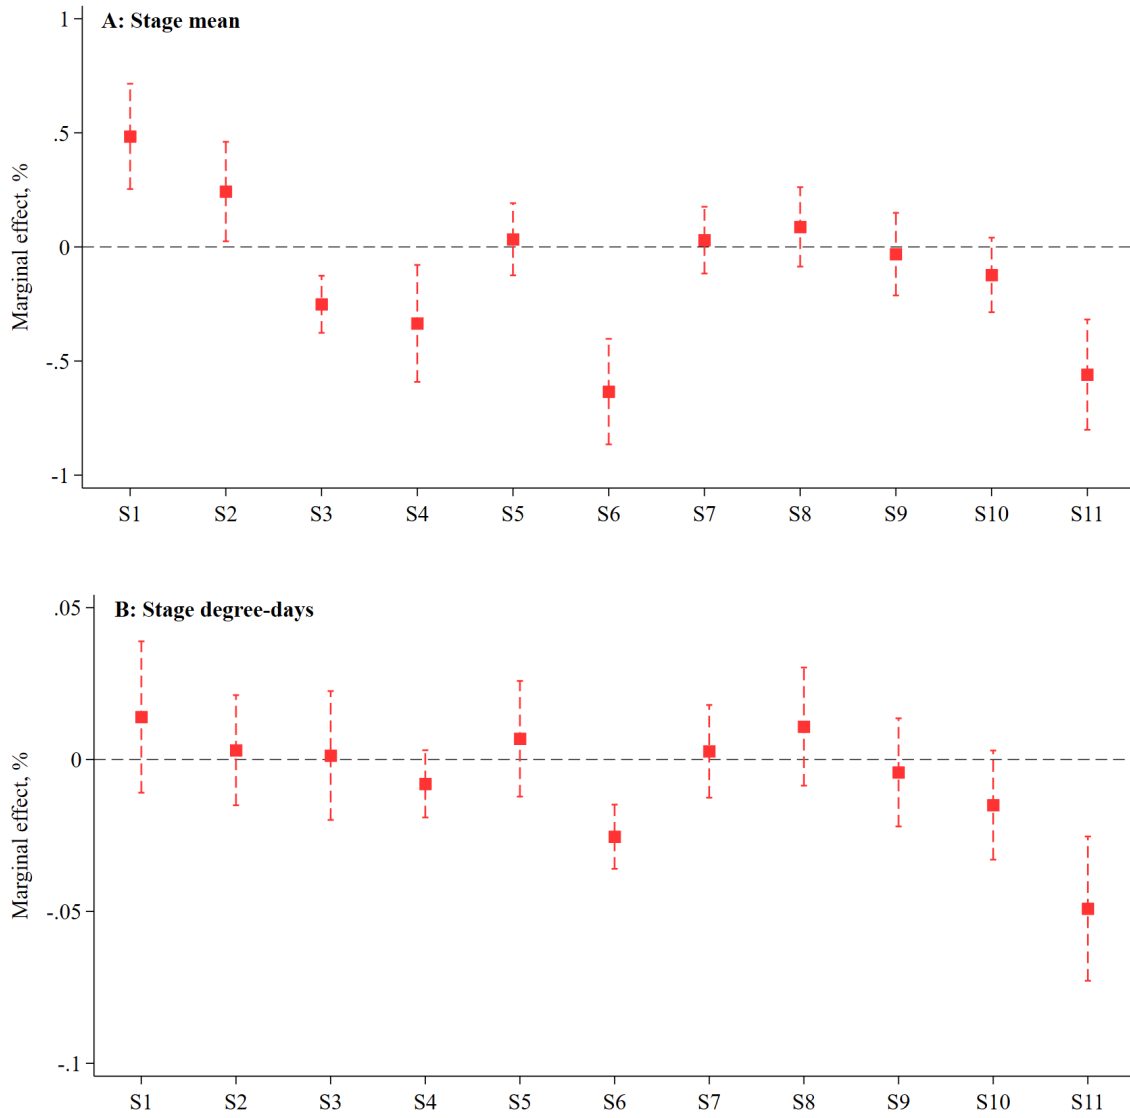 A: Stage mean
1
.5
0
-.5
-1
Marginal effect, %
S1 S2 S3 S4 S5 S6 S7 S8 S9 S10 S11
B: Stage degree-days
.05
0
-.05
-.1
Marginal effect, %
S1 S2 S3 S4 S5 S6 S7 S8 S9 S10 S11